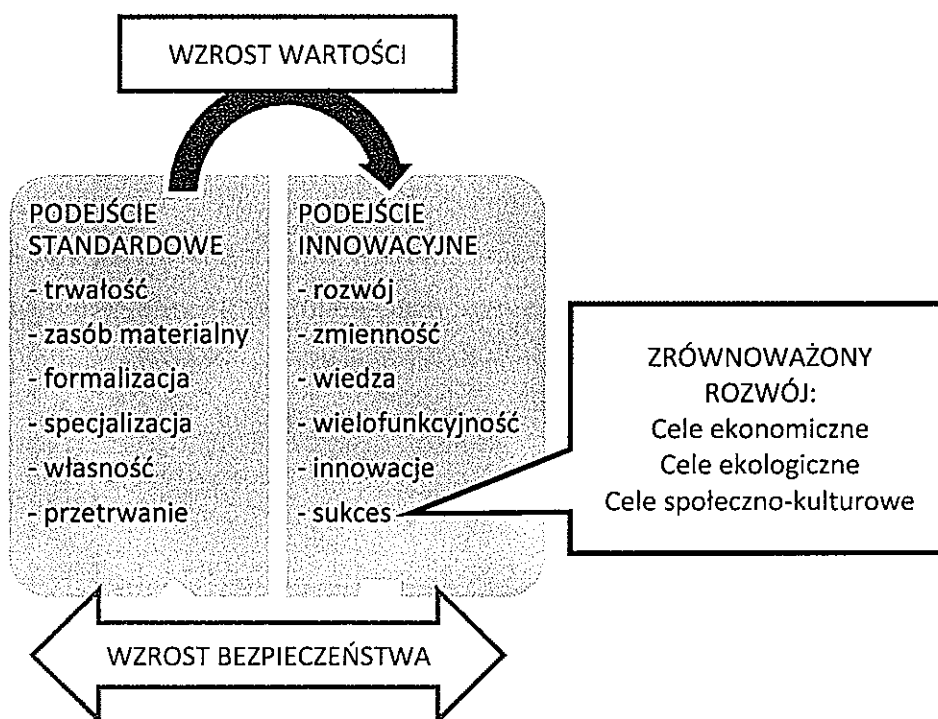 WZROST WARTOŚCI
PODEJŚCIE
STANDARDOWE
- trwałość
- zasób materialny
- formalizacja
- specjalizacja
- własność
- przetrwanie
PODEJŚCIE
INNOWACYJNE
- rozwój
- zmienność
- wiedza
- wielofunkcyjność
- innowacje
- sukces
ZRÓWNOWAŻONY
ROZWÓJ:
Cele ekonomiczne
Cele ekologiczne
Cele społeczno-kulturowe
WZROST BEZPIECZEŃSTWA